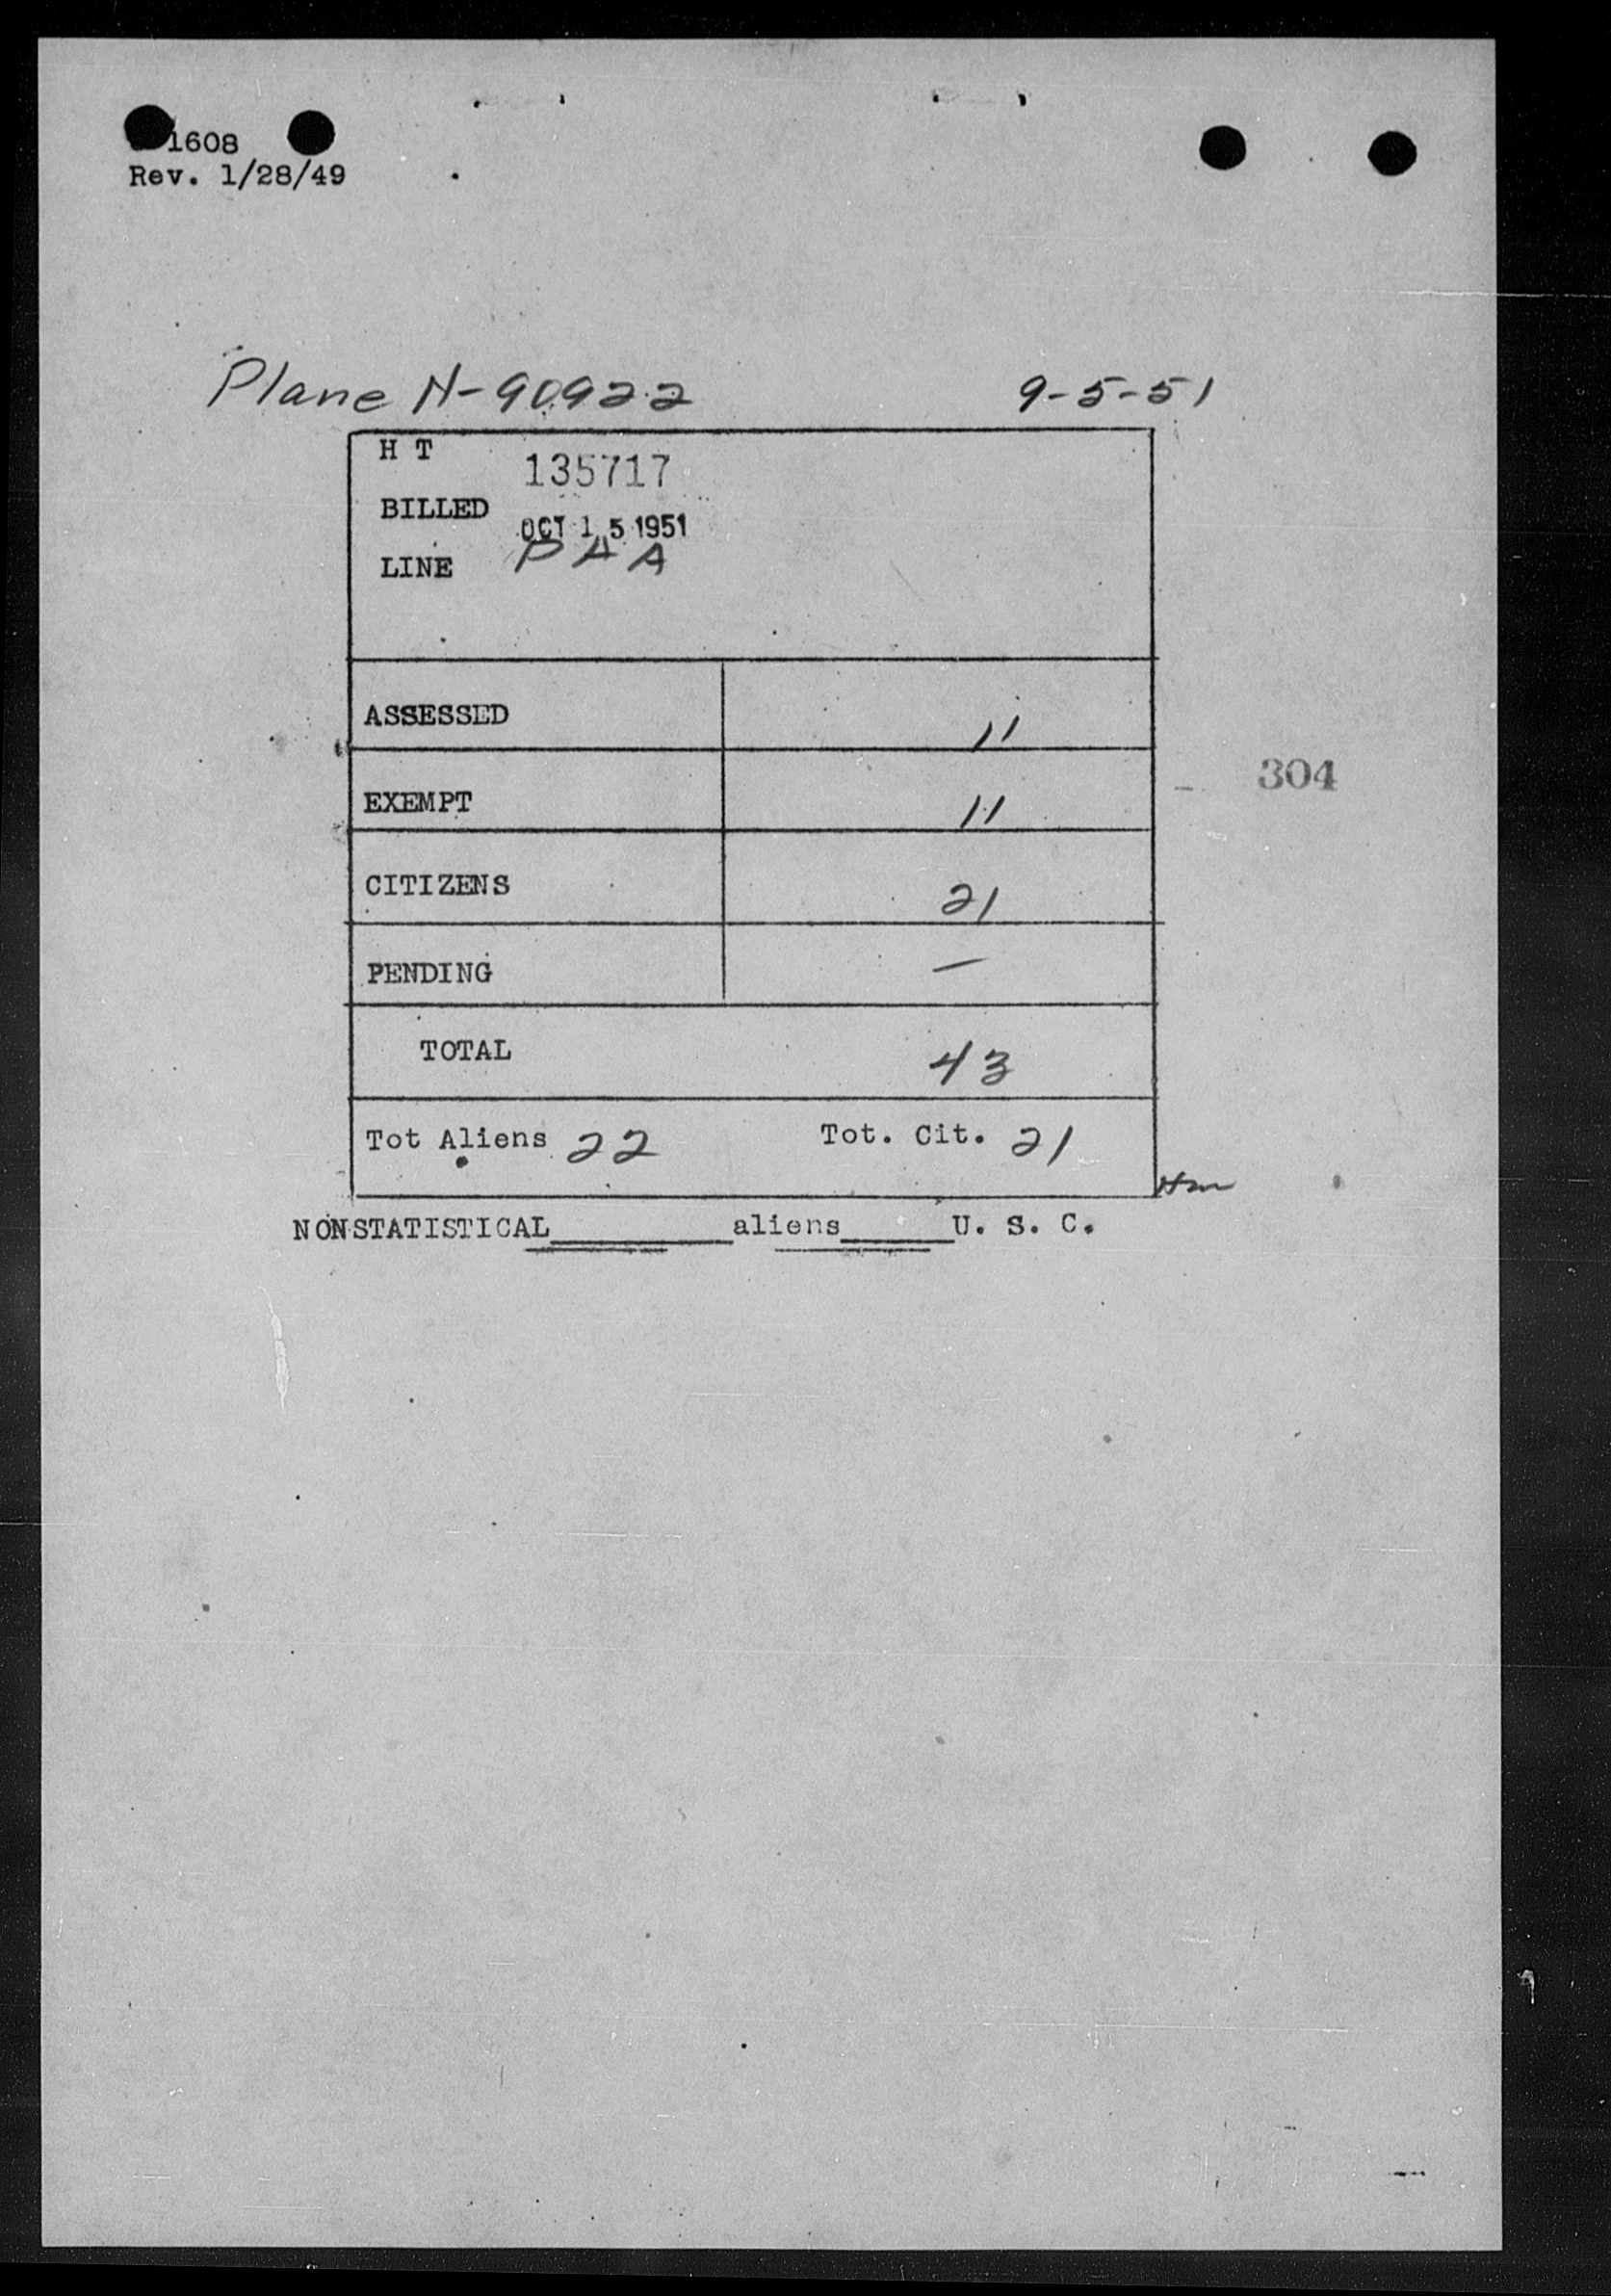 1608
Rev. 1/28/49
Plane N-90922 9-5-51
H T 135717
BILLED OCT 15 1951
LINE PAA
ASSESSED 11
304
EXEMPT 11
CITIZENS 21
PENDING —
TOTAL 43
Tot Aliens 22 Tot. Cit. 21
NONSTATISTICAL__________aliens______U. S. C.